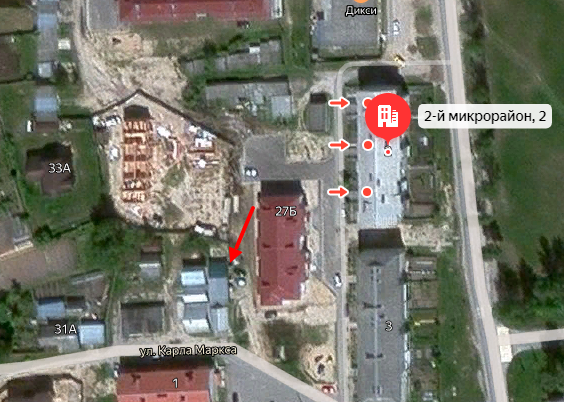 Дикси
2-й микрорайон, 2
33А
27Б
31А
3
ул. Карла Маркса
1